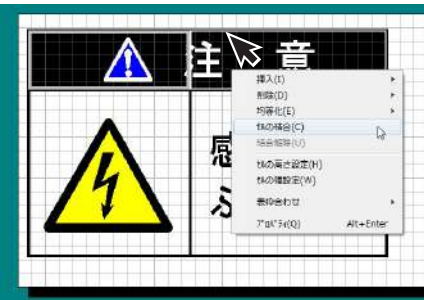 注 意
挿入(I)
削除(D)
均等化(E)
ｾﾙの結合(C)
結合解除(U)
ｾﾙの高さ設定(H)
ｾﾙの幅設定(W)
表枠合わせ
ﾌﾟﾛﾊﾟﾃｨ(Q) Alt+Enter
感
ふ